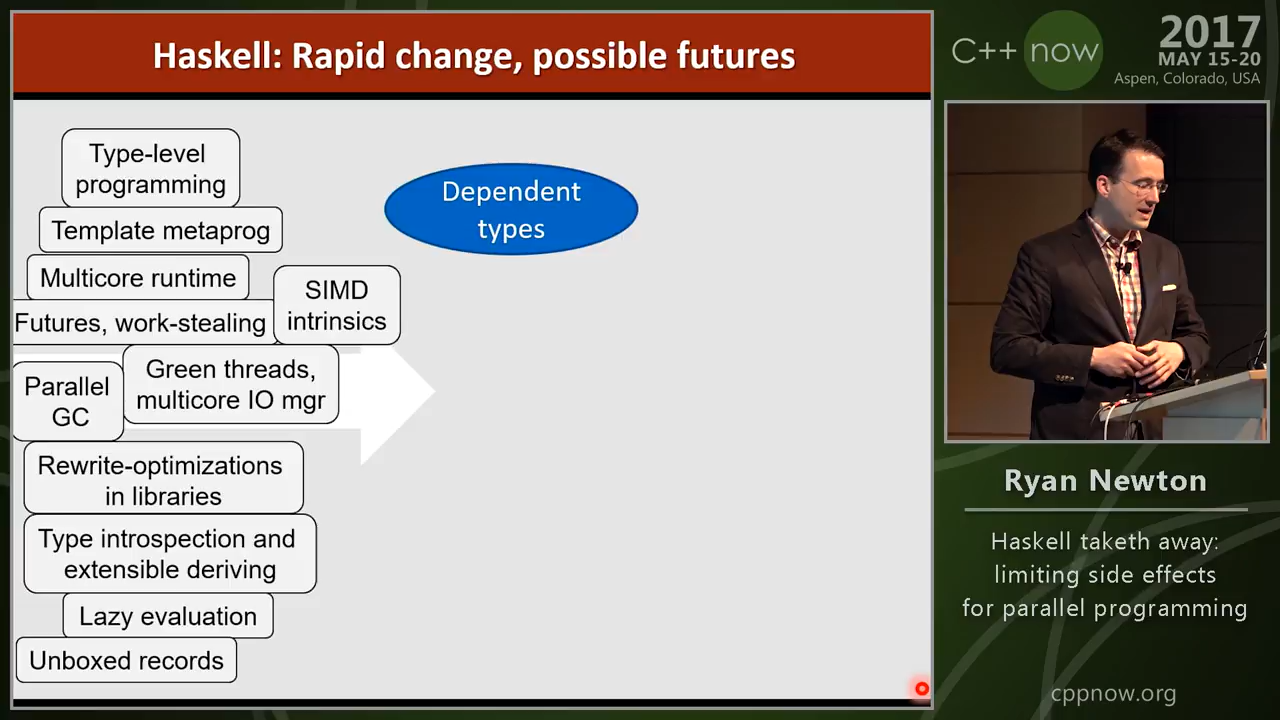 Haskell: Rapid change, possible futures
Type-level
programming
Template metaprog
Multicore runtime
Futures, work-stealing
SIMD
intrinsics
Parallel
GC
Green threads,
multicore IO mgr
Rewrite-optimizations
in libraries
Type introspection and
extensible deriving
Lazy evaluation
Unboxed records
Dependent
types
C++ now
2017
MAY 15-20
Aspen, Colorado, USA
Ryan Newton
Haskell taketh away:
limiting side effects
for parallel programming
cppnow.org